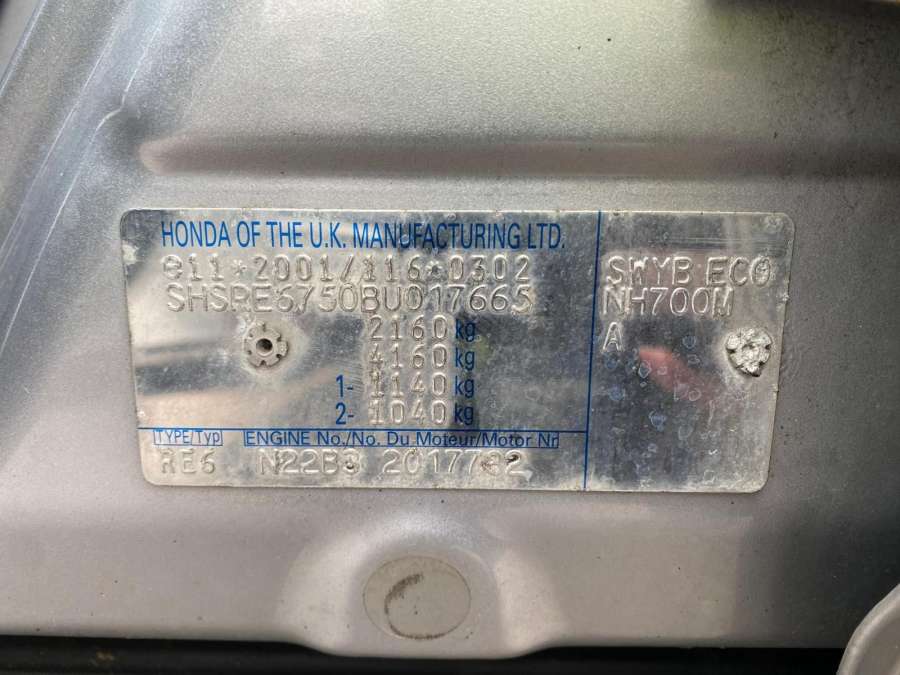 HONDA OF THE U.K. MANUFACTURING LTD.
e11*2001/116*0302
SHSRE6750BU017665
2160 kg
4160 kg
1- 1140 kg
2- 1040 kg
TYPE/Typ ENGINE No./No. Du Moteur/Motor Nr
RE6 N22B3 2017732
SWYB ECO
NH700M
A